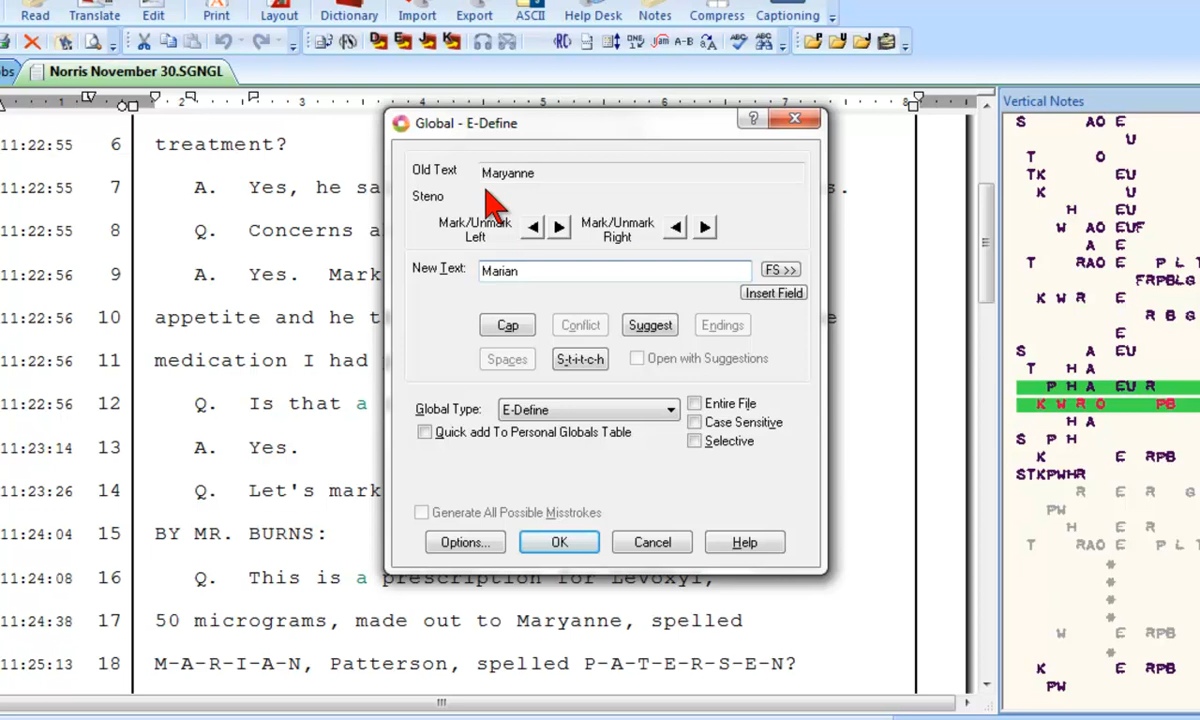 Read Translate Edit Print Layout Dictionary Import Export ASCII Help Desk Notes Compress Captioning
Norris November 30.SGNGL
Vertical Notes
1 2 3 4 5 6 7 8
11:22:55 6 treatment?
11:22:55 7 A. Yes, he sa s.
11:22:55 8 Q. Concerns a
11:22:56 9 A. Yes. Mark
11:22:56 10 appetite and he t e
11:22:56 11 medication I had
11:22:56 12 Q. Is that a
11:23:14 13 A. Yes.
11:23:26 14 Q. Let's mark
11:24:04 15 BY MR. BURNS:
11:24:08 16 Q. This is a prescription for Levoxyl,
11:24:38 17 50 micrograms, made out to Maryanne, spelled
11:25:13 18 M-A-R-I-A-N, Patterson, spelled P-A-T-E-R-S-E-N?
Global - E-Define
Old Text Maryanne
Steno
Mark/Unmark Left
Mark/Unmark Right
New Text: Marian
FS >>
Insert Field
Cap Conflict Suggest Endings
Spaces S-t-i-t-c-h Open with Suggestions
Global Type: E-Define
Entire File
Case Sensitive
Selective
Quick add To Personal Globals Table
Generate All Possible Misstrokes
Options... OK Cancel Help
S AO E
U
T O
TK EU
K U
H EU
W AO EUF
A E
T RAO E P L T
FRPBLG
K W R E
R B G
E
S A EU
T H A
P H A EU R
K W R O PB
H A
S P H
K E RPB
STKPWHR
R E R G
PW
H E R
T RAO E P L T
*
*
*
*
W E RPB
*
K E RPB
PW